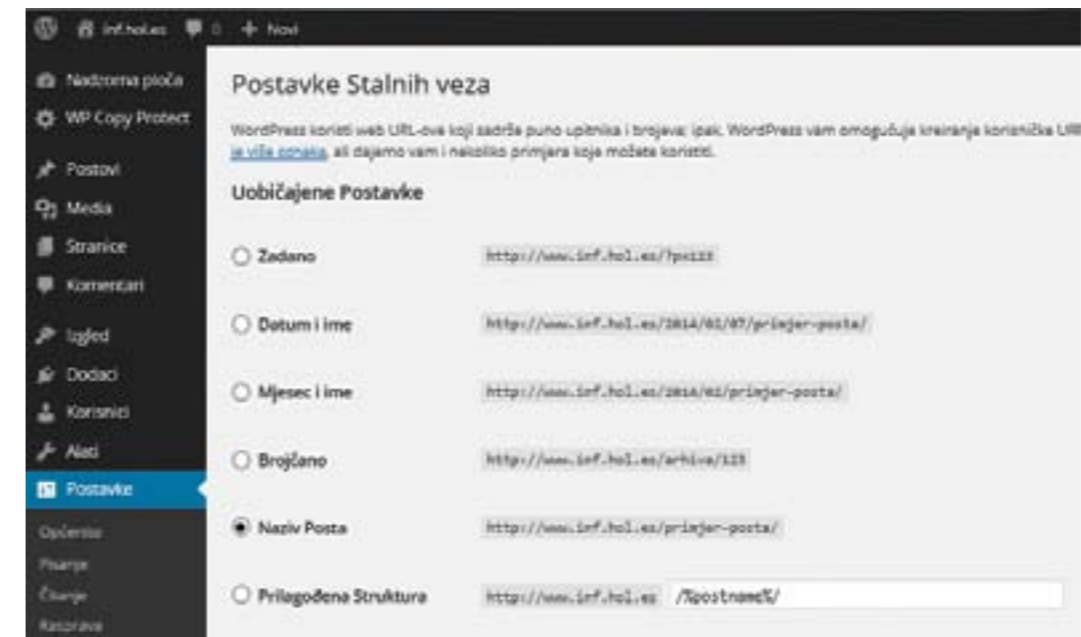 inf.hol.es 0 + Novi
Nadzorna ploča
WP Copy Protect
Postovi
Media
Stranice
Komentari
Izgled
Dodaci
Korisnici
Alati
Postavke
Općenito
Pisanje
Čitanje
Rasprava
Postavke Stalnih veza
WordPress koristi web URL-ove koji sadrže puno upitnika i brojeva; ipak, WordPress vam omogućuje kreiranje korisnička URL
je više oznaka, ali dajemo vam i nekoliko primjera koje možete koristiti.
Uobičajene Postavke
Zadano http://www.inf.hol.es/?p=123
Datum i ime http://www.inf.hol.es/2014/02/07/primjer-posta/
Mjesec i ime http://www.inf.hol.es/2014/02/primjer-posta/
Brojčano http://www.inf.hol.es/arhiva/123
Naziv Posta http://www.inf.hol.es/primjer-posta/
Prilagođena Struktura http://www.inf.hol.es /%postname%/